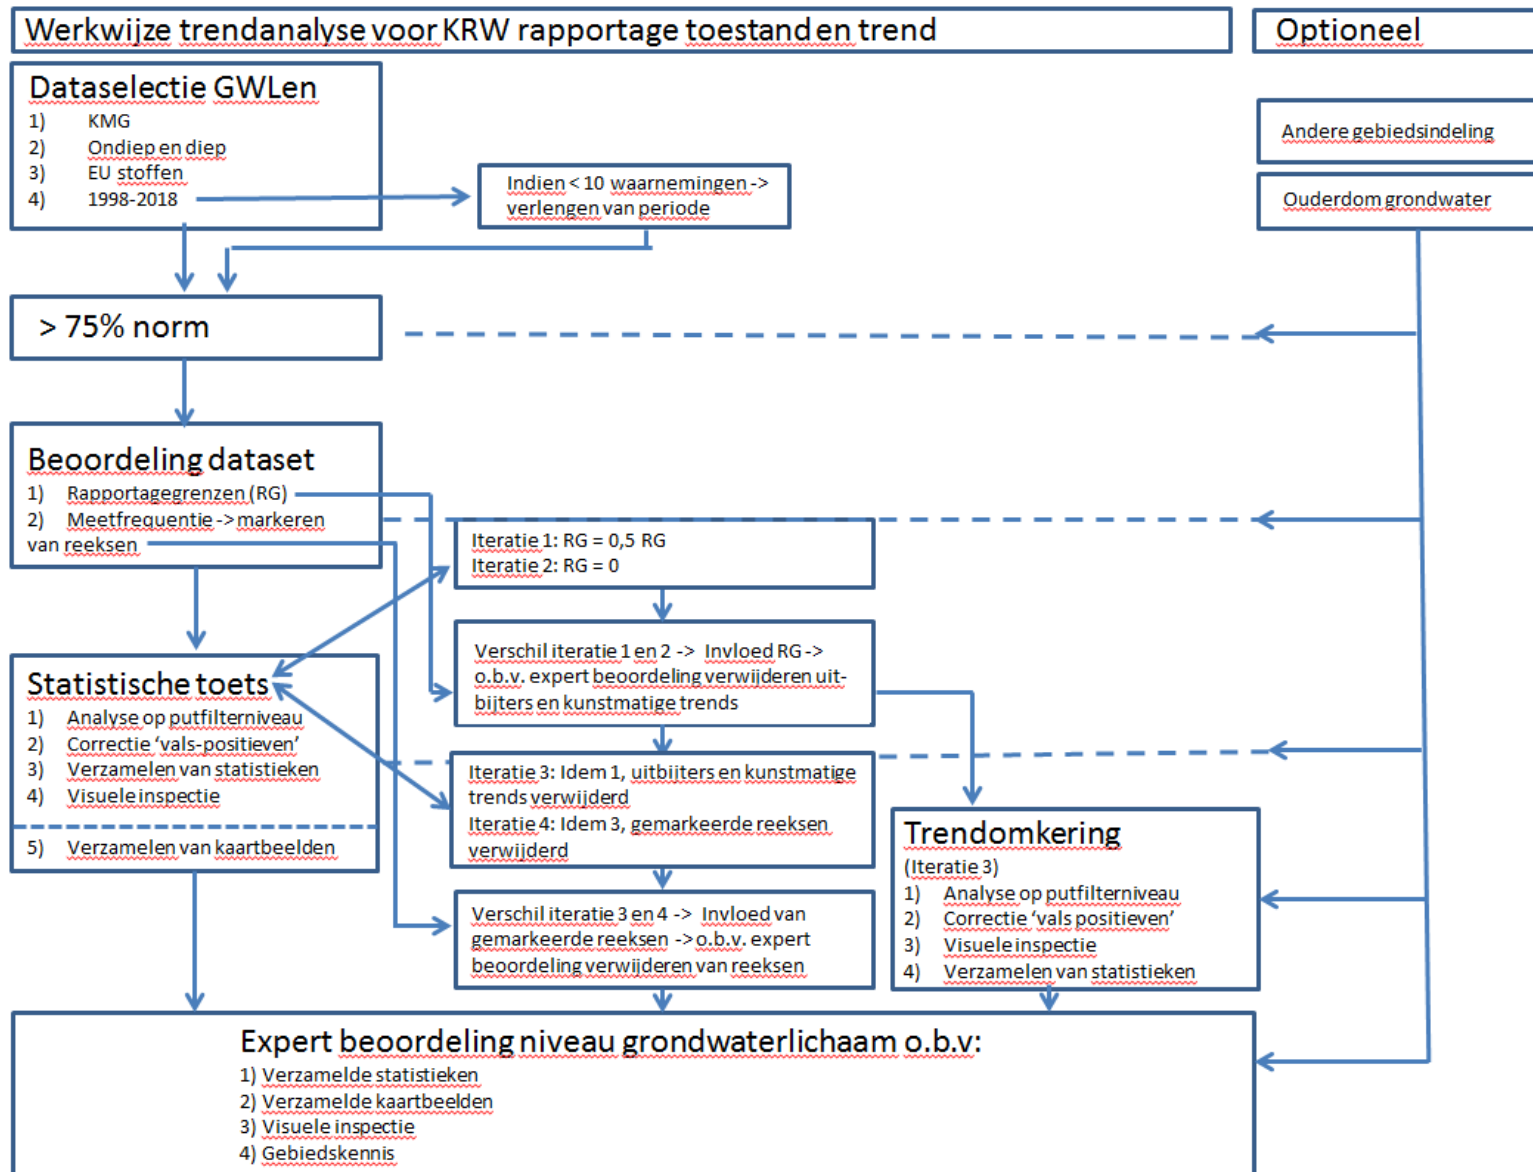 Werkwijze trendanalyse voor KRW rapportage toestand en trend
Optioneel
Dataselectie GWLen
1) KMG
2) Ondiep en diep
3) EU stoffen
4) 1998-2018
Indien < 10 waarnemingen ->
verlengen van periode
Andere gebiedsindeling
Ouderdom grondwater
> 75% norm
Beoordeling dataset
1) Rapportagegrenzen (RG)
2) Meetfrequentie -> markeren
van reeksen
Iteratie 1: RG = 0,5 RG
Iteratie 2: RG = 0
Verschil iteratie 1 en 2 -> Invloed RG ->
o.b.v. expert beoordeling verwijderen uit-
bijters en kunstmatige trends
Statistische toets
1) Analyse op putfilterniveau
2) Correctie ‘vals-positieven’
3) Verzamelen van statistieken
4) Visuele inspectie
5) Verzamelen van kaartbeelden
Iteratie 3: Idem 1, uitbijters en kunstmatige
trends verwijderd
Iteratie 4: Idem 3, gemarkeerde reeksen
verwijderd
Verschil iteratie 3 en 4 -> Invloed van
gemarkeerde reeksen -> o.b.v. expert
beoordeling verwijderen van reeksen
Trendomkering
(Iteratie 3)
1) Analyse op putfilterniveau
2) Correctie ‘vals positieven’
3) Visuele inspectie
4) Verzamelen van statistieken
Expert beoordeling niveau grondwaterlichaam o.b.v:
1) Verzamelde statistieken
2) Verzamelde kaartbeelden
3) Visuele inspectie
4) Gebiedskennis